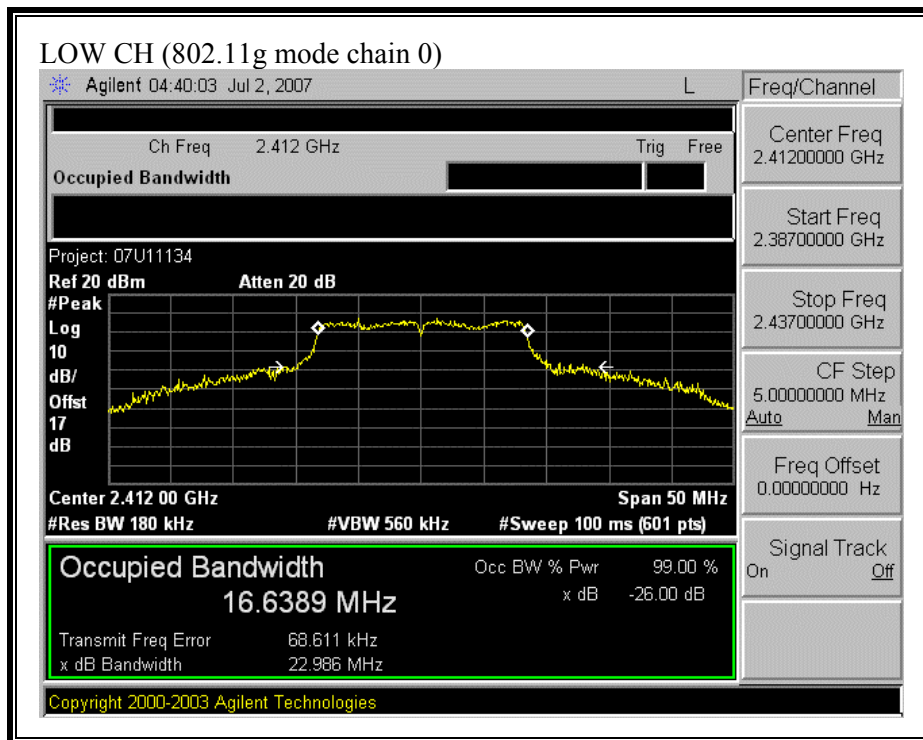 LOW CH (802.11g mode chain 0)
Agilent 04:40:03 Jul 2, 2007 L
Freq/Channel
Ch Freq 2.412 GHz Trig Free
Occupied Bandwidth
Center Freq
2.41200000 GHz
Start Freq
2.38700000 GHz
Stop Freq
2.43700000 GHz
CF Step
5.00000000 MHz
Auto Man
Freq Offset
0.00000000 Hz
Signal Track
On Off
Project: 07U11134
Ref 20 dBm Atten 20 dB
#Peak
Log
10
dB/
Offst
17
dB
Center 2.412 00 GHz Span 50 MHz
#Res BW 180 kHz #VBW 560 kHz #Sweep 100 ms (601 pts)
Occupied Bandwidth Occ BW % Pwr 99.00 %
16.6389 MHz x dB -26.00 dB
Transmit Freq Error 68.611 kHz
x dB Bandwidth 22.986 MHz
Copyright 2000-2003 Agilent Technologies